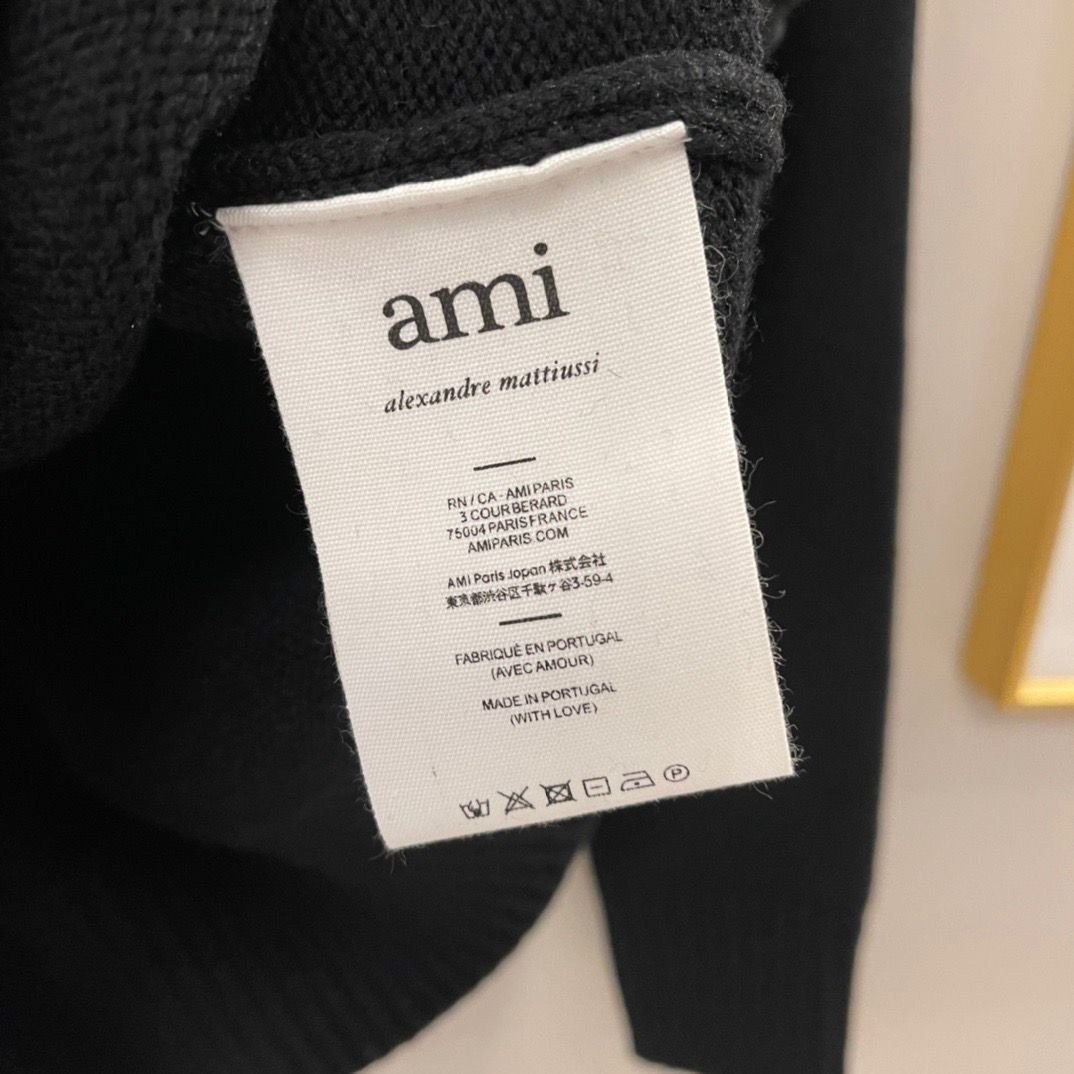 ami
alexandre mattiussi
RN / CA - AMI PARIS
3 COUR BERARD
75004 PARIS FRANCE
AMIPARIS.COM
AMI Paris Japan 株式会社
東京都渋谷区千駄ヶ谷3-59-4
FABRIQUÉ EN PORTUGAL
(AVEC AMOUR)
MADE IN PORTUGAL
(WITH LOVE)
P